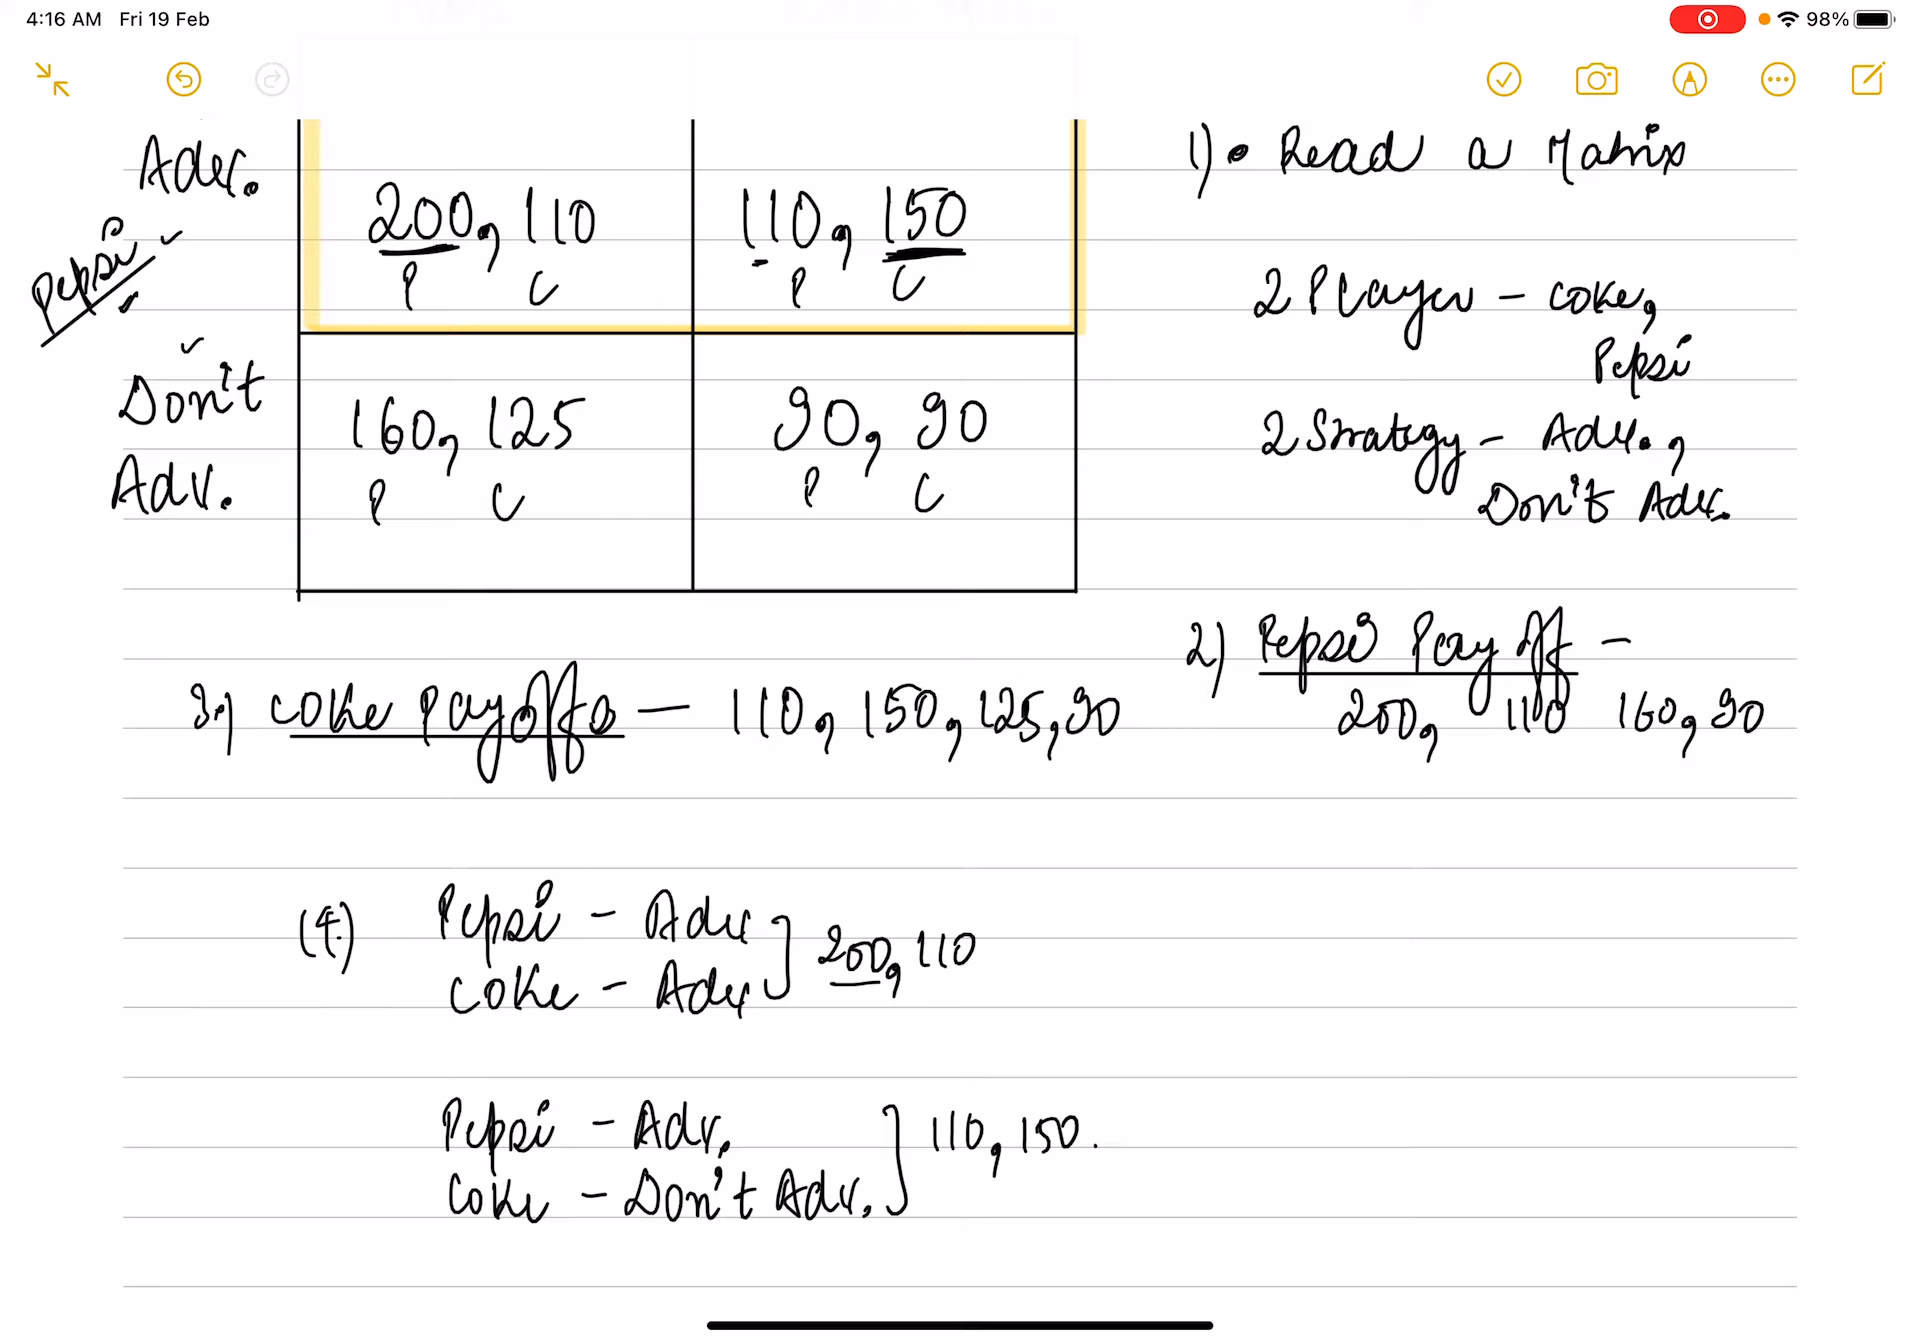 4:16 AM Fri 19 Feb
98%
Adv.
Pepsi
200, 110
P C
110, 150
P C
Don't
Adv.
160, 125
P C
90, 90
P C
1) • Read a Matrix
2 Player - Coke,
Pepsi
2 Strategy - Adv.,
Don't Adv.
2) Pepsi Pay off -
200, 110 160, 90
3.) Coke payoffs - 110, 150, 125, 90
(4.) Pepsi - Adv
Coke - Adv
200, 110
Pepsi - Adv.
Coke - Don't Adv.
110, 150.